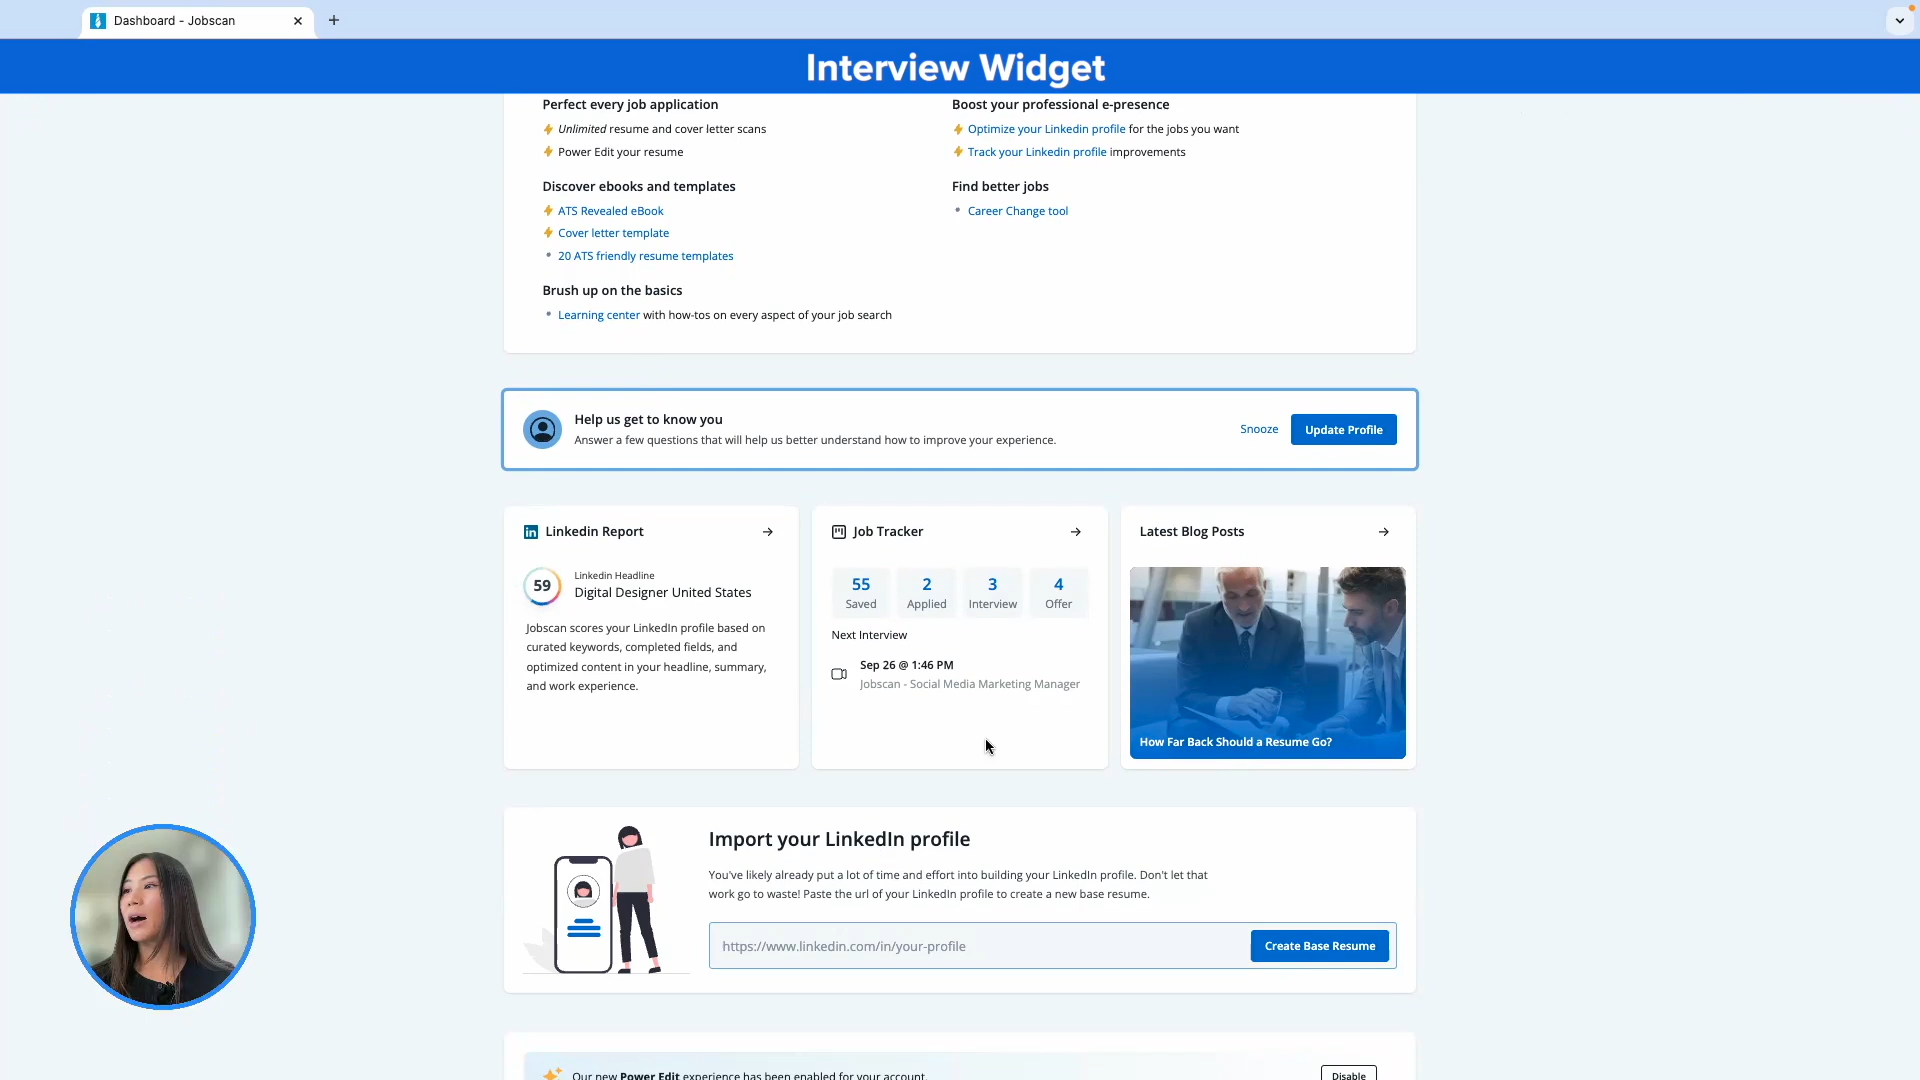 Dashboard - Jobscan
Interview Widget
Perfect every job application
Unlimited resume and cover letter scans
Power Edit your resume
Discover ebooks and templates
ATS Revealed eBook
Cover letter template
20 ATS friendly resume templates
Brush up on the basics
Learning center with how-tos on every aspect of your job search
Boost your professional e-presence
Optimize your Linkedin profile for the jobs you want
Track your Linkedin profile improvements
Find better jobs
Career Change tool
Help us get to know you
Answer a few questions that will help us better understand how to improve your experience.
Snooze
Update Profile
Linkedin Report
59
Linkedin Headline
Digital Designer United States
Jobscan scores your LinkedIn profile based on
curated keywords, completed fields, and
optimized content in your headline, summary,
and work experience.
Job Tracker
55 2 3 4
Saved Applied Interview Offer
Next Interview
Sep 26 @ 1:46 PM
Jobscan - Social Media Marketing Manager
Latest Blog Posts
How Far Back Should a Resume Go?
Import your LinkedIn profile
You've likely already put a lot of time and effort into building your LinkedIn profile. Don't let that
work go to waste! Paste the url of your LinkedIn profile to create a new base resume.
https://www.linkedin.com/in/your-profile
Create Base Resume
Our new Power Edit experience has been enabled for your account.
Disable